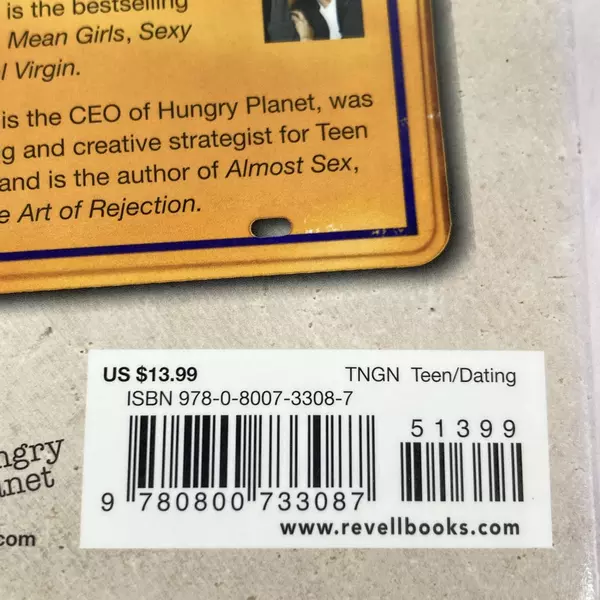 is the bestselling
Mean Girls, Sexy
Virgin.
is the CEO of Hungry Planet, was
and creative strategist for Teen
and is the author of Almost Sex,
Art of Rejection.
US $13.99 TNGN Teen/Dating
ISBN 978-0-8007-3308-7
51399
9 780800 733087
www.revellbooks.com
ngry
anet
com